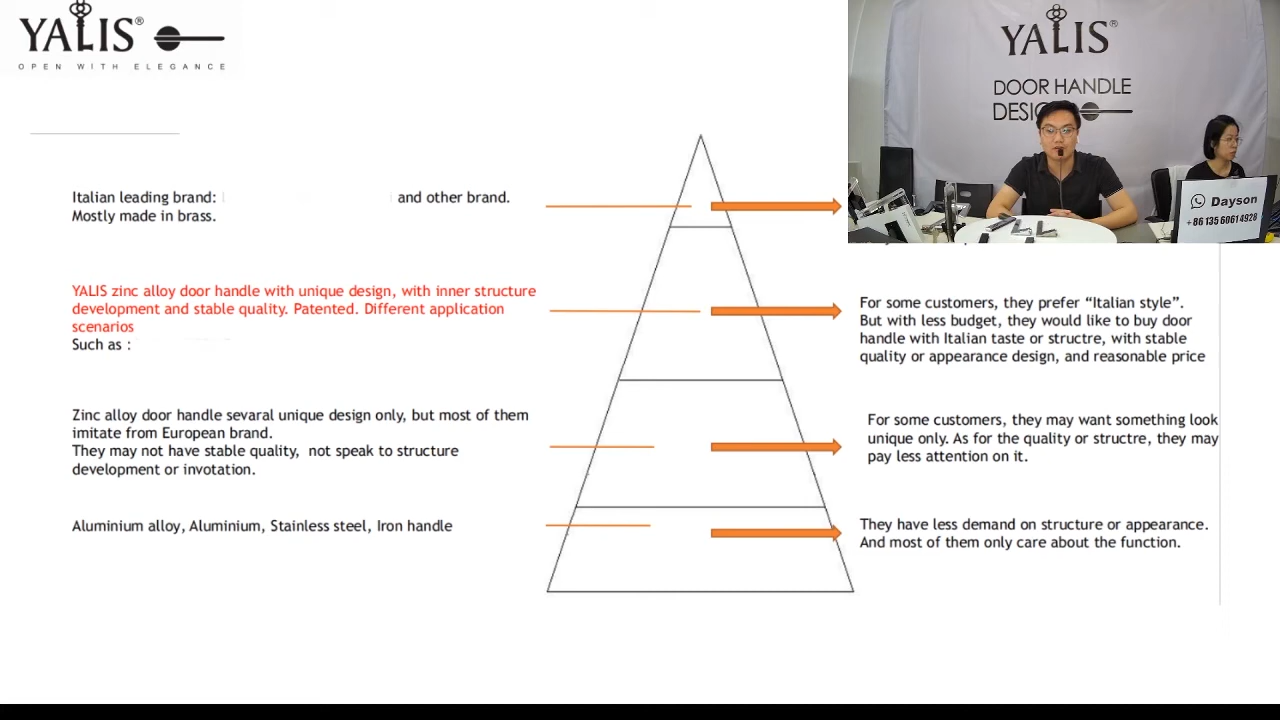 YALIS®
OPEN WITH ELEGANCE
YALIS®
DOOR HANDLE
Dayson
+86 135 6061 4928
Italian leading brand: and other brand.
Mostly made in brass.
YALIS zinc alloy door handle with unique design, with inner structure
development and stable quality. Patented. Different application
scenarios
Such as :
For some customers, they prefer “Italian style”.
But with less budget, they would like to buy door
handle with Italian taste or structre, with stable
quality or appearance design, and reasonable price
Zinc alloy door handle sevaral unique design only, but most of them
imitate from European brand.
They may not have stable quality, not speak to structure
development or invotation.
For some customers, they may want something look
unique only. As for the quality or structre, they may
pay less attention on it.
Aluminium alloy, Aluminium, Stainless steel, Iron handle
They have less demand on structure or appearance.
And most of them only care about the function.